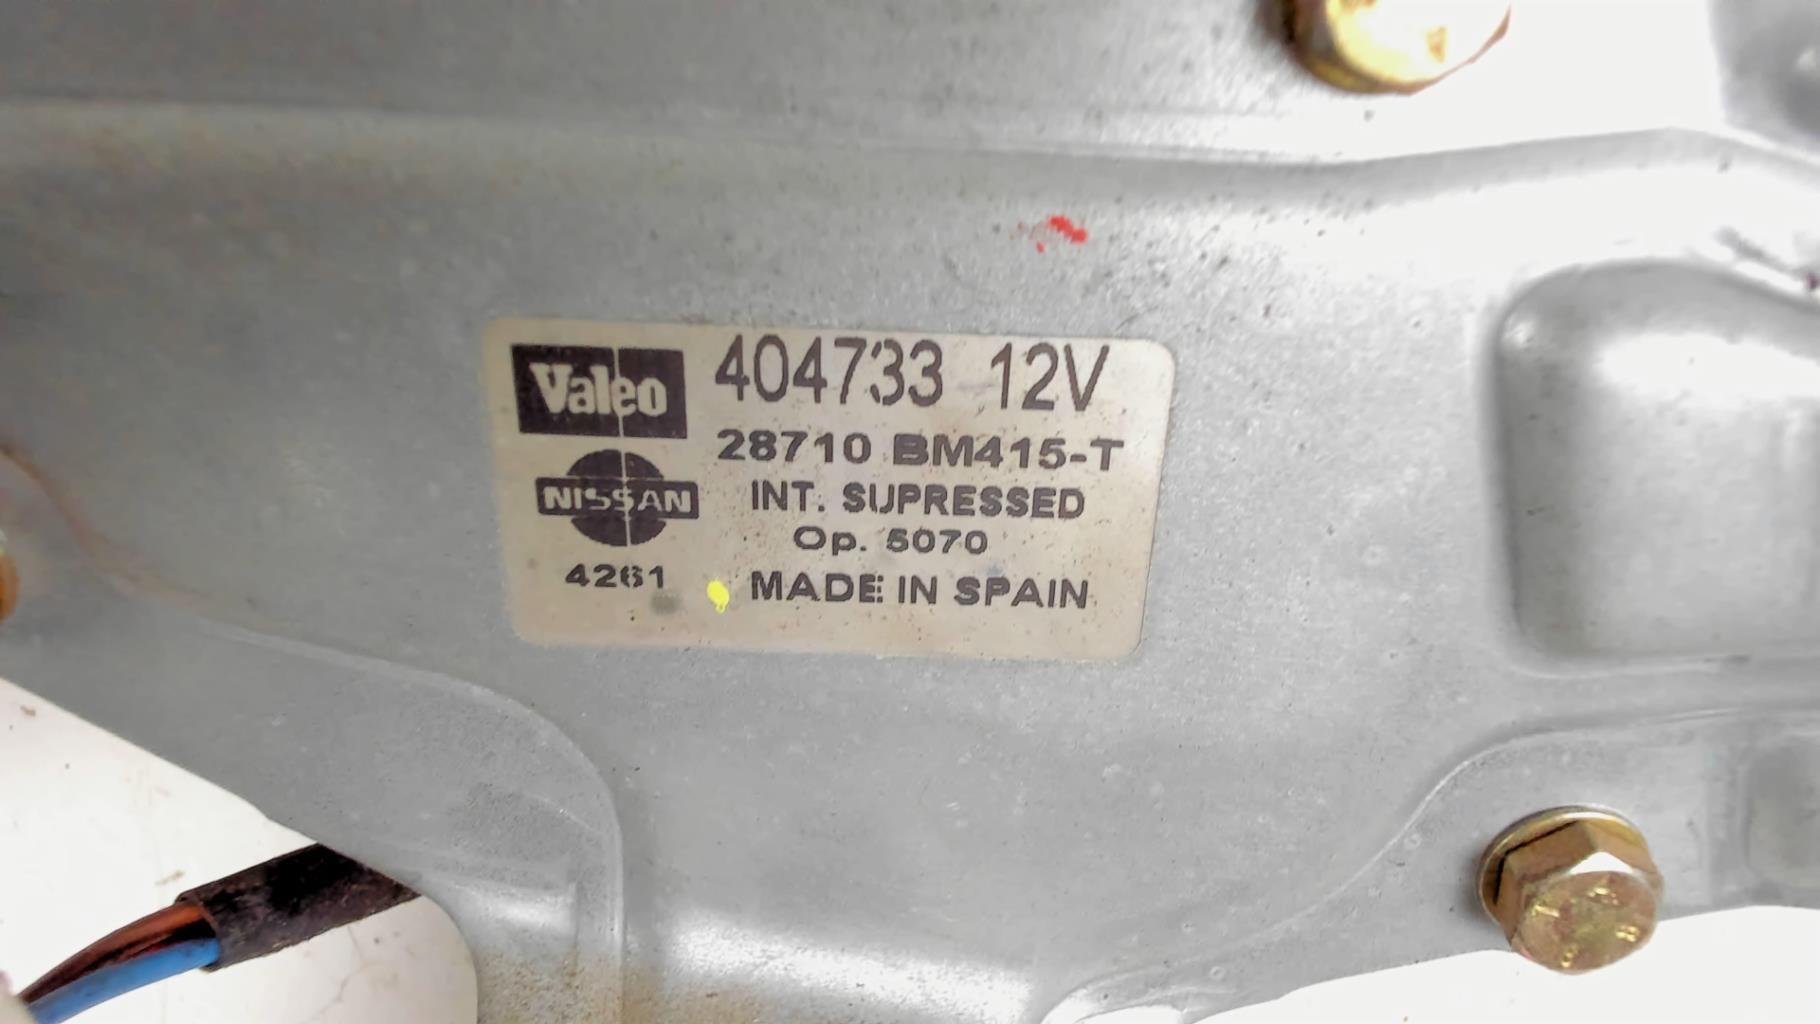 Valeo 404733 12V
28710 BM415-T
NISSAN INT. SUPRESSED
Op. 5070
4261 MADE IN SPAIN